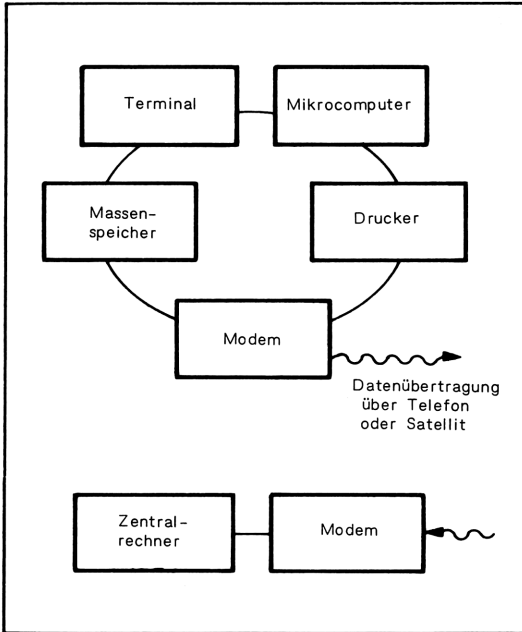 Terminal
Mikrocomputer
Massen-
speicher
Drucker
Modem
Datenübertragung
über Telefon
oder Satellit
Zentral-
rechner
Modem